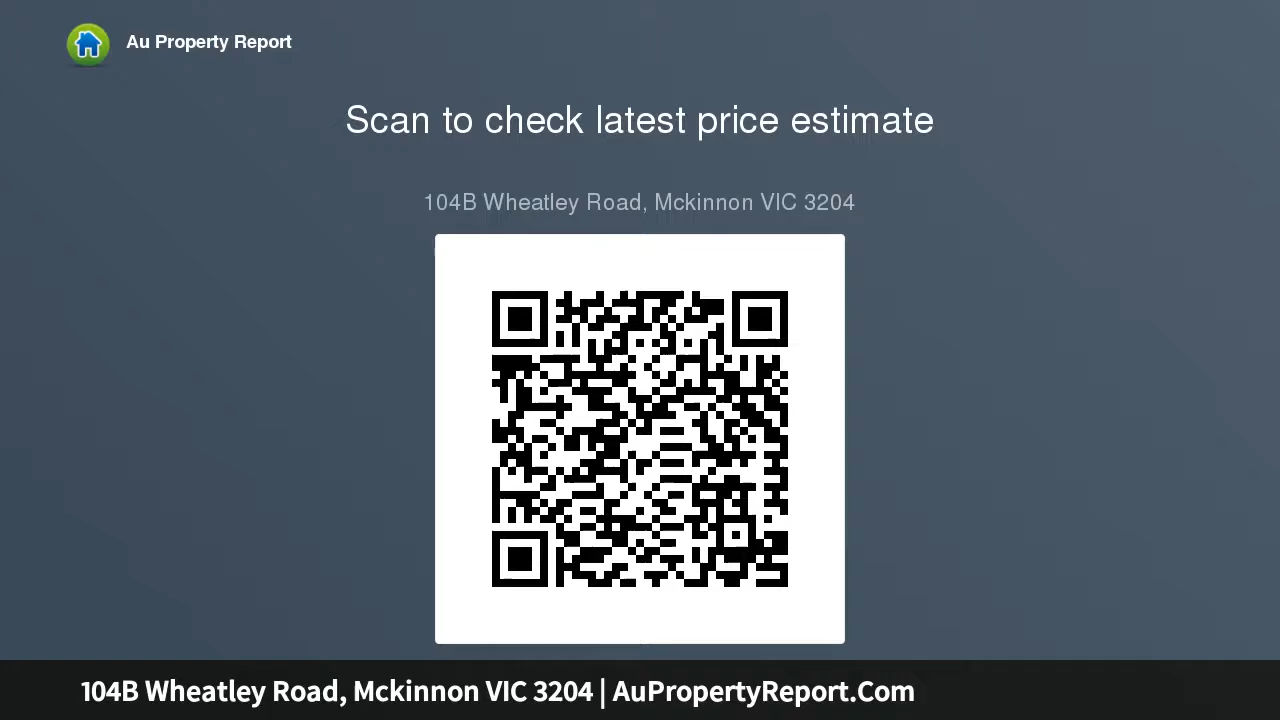 Au Property Report
Scan to check latest price estimate
104B Wheatley Road, Mckinnon VIC 3204
104B Wheatley Road, Mckinnon VIC 3204 | AuPropertyReport.Com